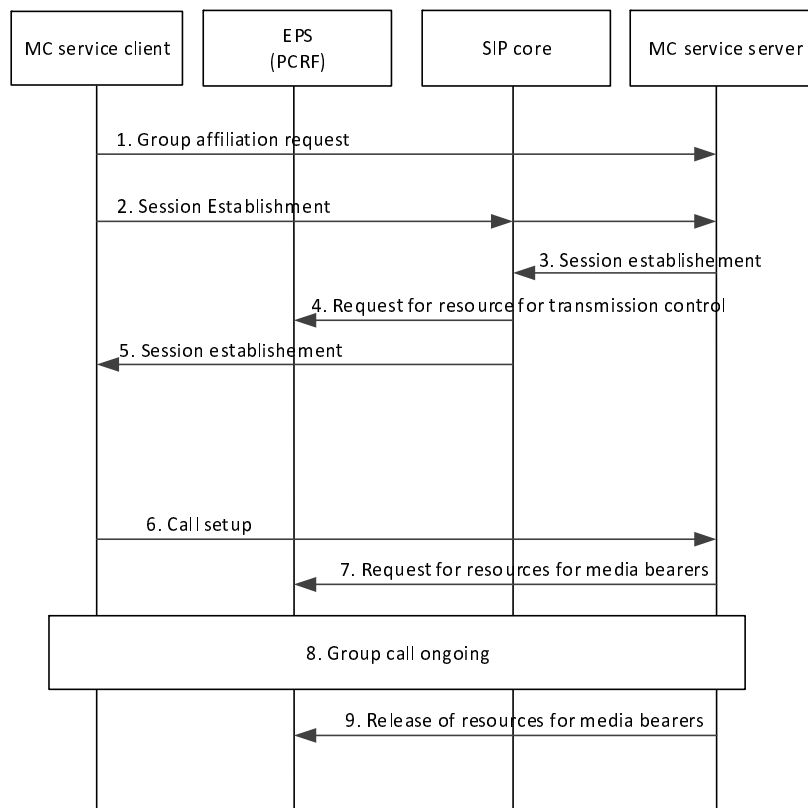 MC service client
EPS
(PCRF)
SIP core
MC service server
1. Group affiliation request
2. Session Establishment
3. Session establishement
4. Request for resource for transmission control
5. Session establishement
6. Call setup
7. Request for resources for media bearers
8. Group call ongoing
9. Release of resources for media bearers